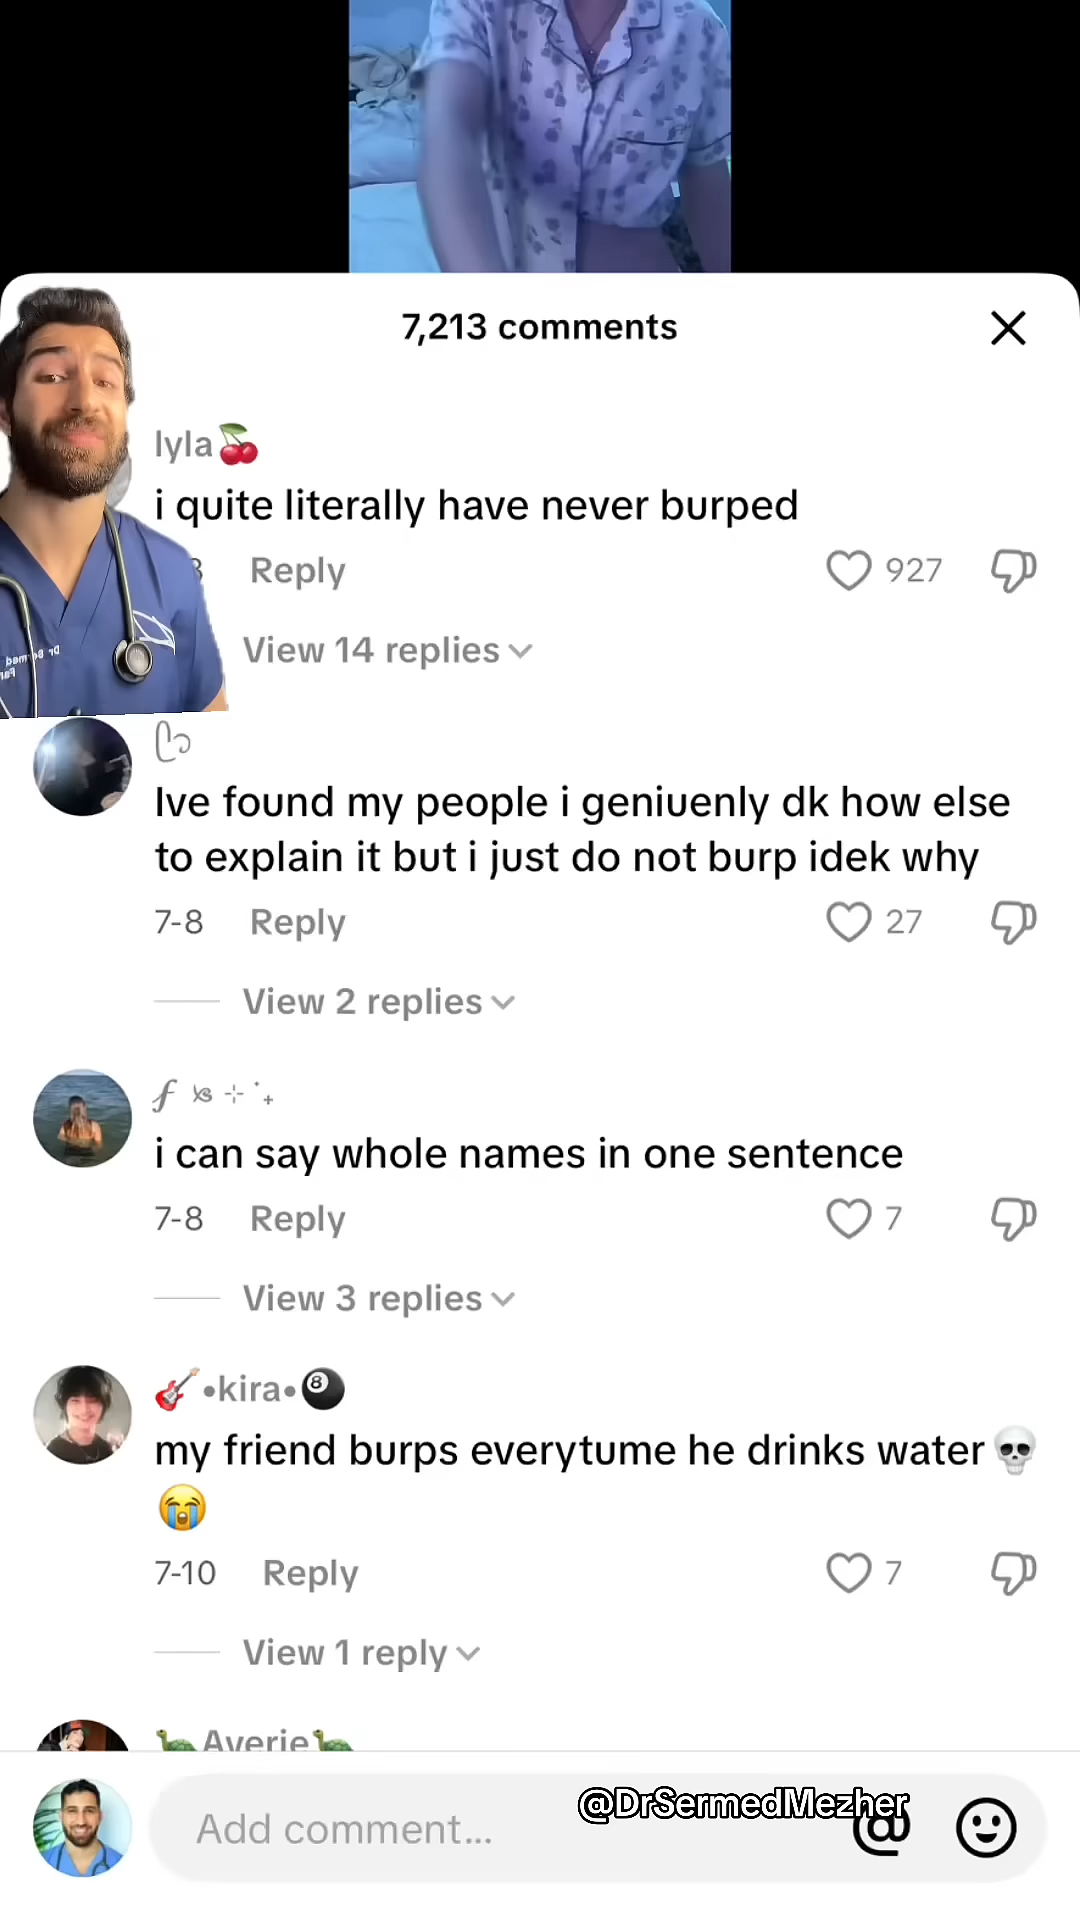 7,213 comments
lyla🍒
i quite literally have never burped
Reply
927
View 14 replies
Ive found my people i geniuenly dk how else
to explain it but i just do not burp idek why
7-8 Reply
27
View 2 replies
i can say whole names in one sentence
7-8 Reply
7
View 3 replies
🎸•kira•🎱
my friend burps everytume he drinks water💀
😭
7-10 Reply
7
View 1 reply
🐢Averie🐢
Add comment...
@DrSermedMezher
@